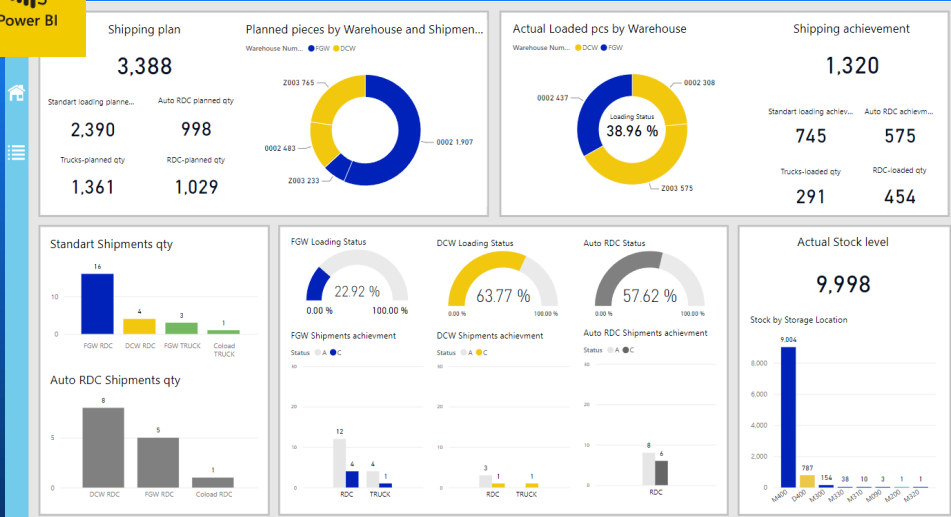 Power BI
Shipping plan
3,388
Standart loading planne...
Auto RDC planned qty
2,390
998
Trucks-planned qty
RDC-planned qty
1,361
1,029
Planned pieces by Warehouse and Shipmen...
Warehouse Num... FGW DCW
Z003 765
0002 483
Z003 233
0002 1.907
Actual Loaded pcs by Warehouse
Warehouse Num... DCW FGW
0002 437
0002 308
Z003 575
Loading Status
38.96 %
Shipping achievement
1,320
Standart loading achiev...
Auto RDC achievm...
745
575
Trucks-loaded qty
RDC-loaded qty
291
454
Standart Shipments qty
16
4
3
1
10
0
FGW RDC
DCW RDC
FGW TRUCK
Coload
TRUCK
Auto RDC Shipments qty
8
5
1
5
0
DCW RDC
FGW RDC
Coload RDC
FGW Loading Status
22.92 %
0.00 %
100.00 %
DCW Loading Status
63.77 %
0.00 %
100.00 %
Auto RDC Status
57.62 %
0.00 %
100.00 %
FGW Shipments achievment
Status A C
30
20
10
0
12
4
4
1
RDC
TRUCK
DCW Shipments achievment
Status A C
30
20
10
0
3
1
1
RDC
TRUCK
Auto RDC Shipments achievment
Status A C
30
20
10
0
8
6
RDC
Actual Stock level
9,998
Stock by Storage Location
9,004
787
154
38
10
3
1
1
8,000
6,000
4,000
2,000
0
M400
D400
M300
M330
M310
M090
M200
M320